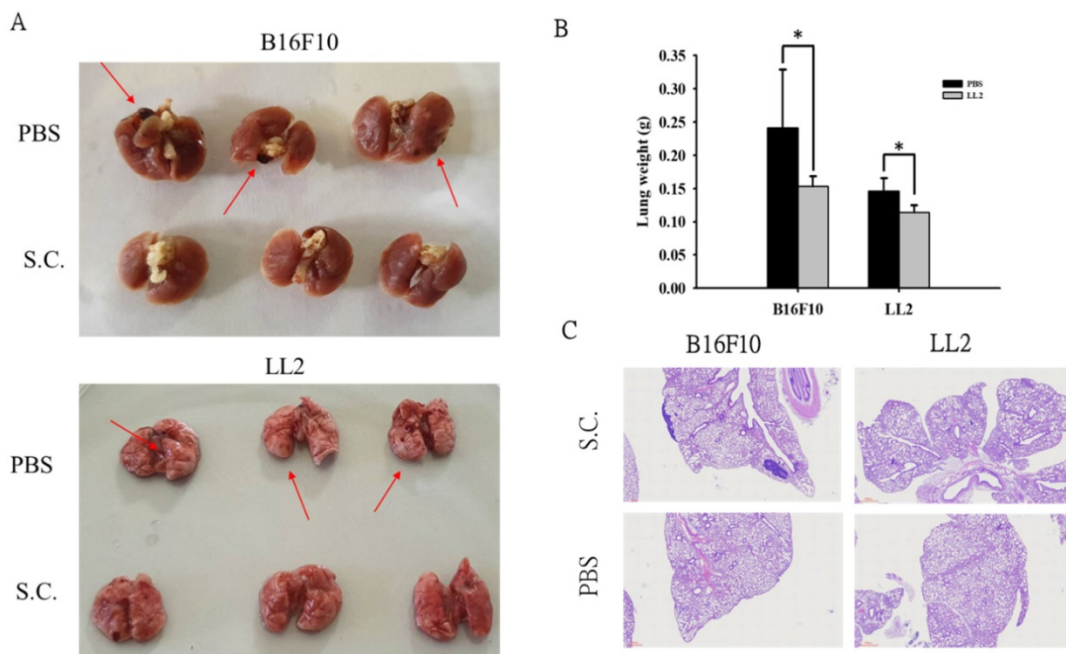 A
B16F10
PBS
S.C.
LL2
PBS
S.C.
B
*
*
0.35
0.30
0.25
0.20
0.15
0.10
0.05
0.00
Lung weight (g)
PBS
LL2
B16F10
LL2
C
B16F10
LL2
S.C.
PBS